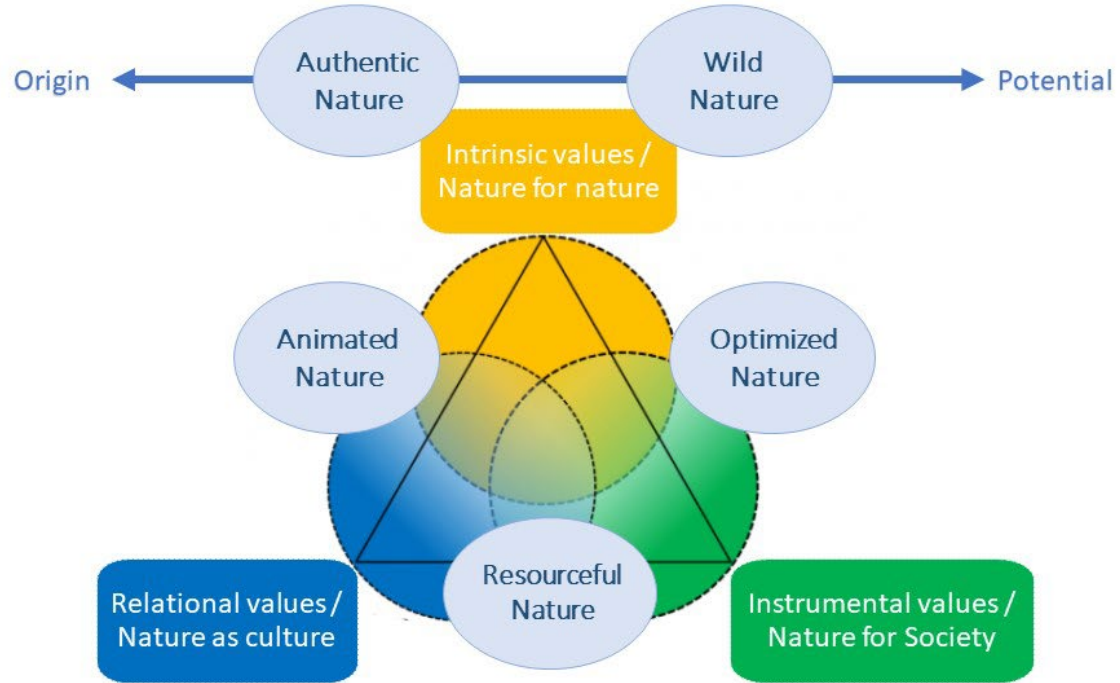 Origin
Authentic
Nature
Wild
Nature
Potential
Intrinsic values /
Nature for nature
Animated
Nature
Optimized
Nature
Resourceful
Nature
Relational values /
Nature as culture
Instrumental values /
Nature for Society